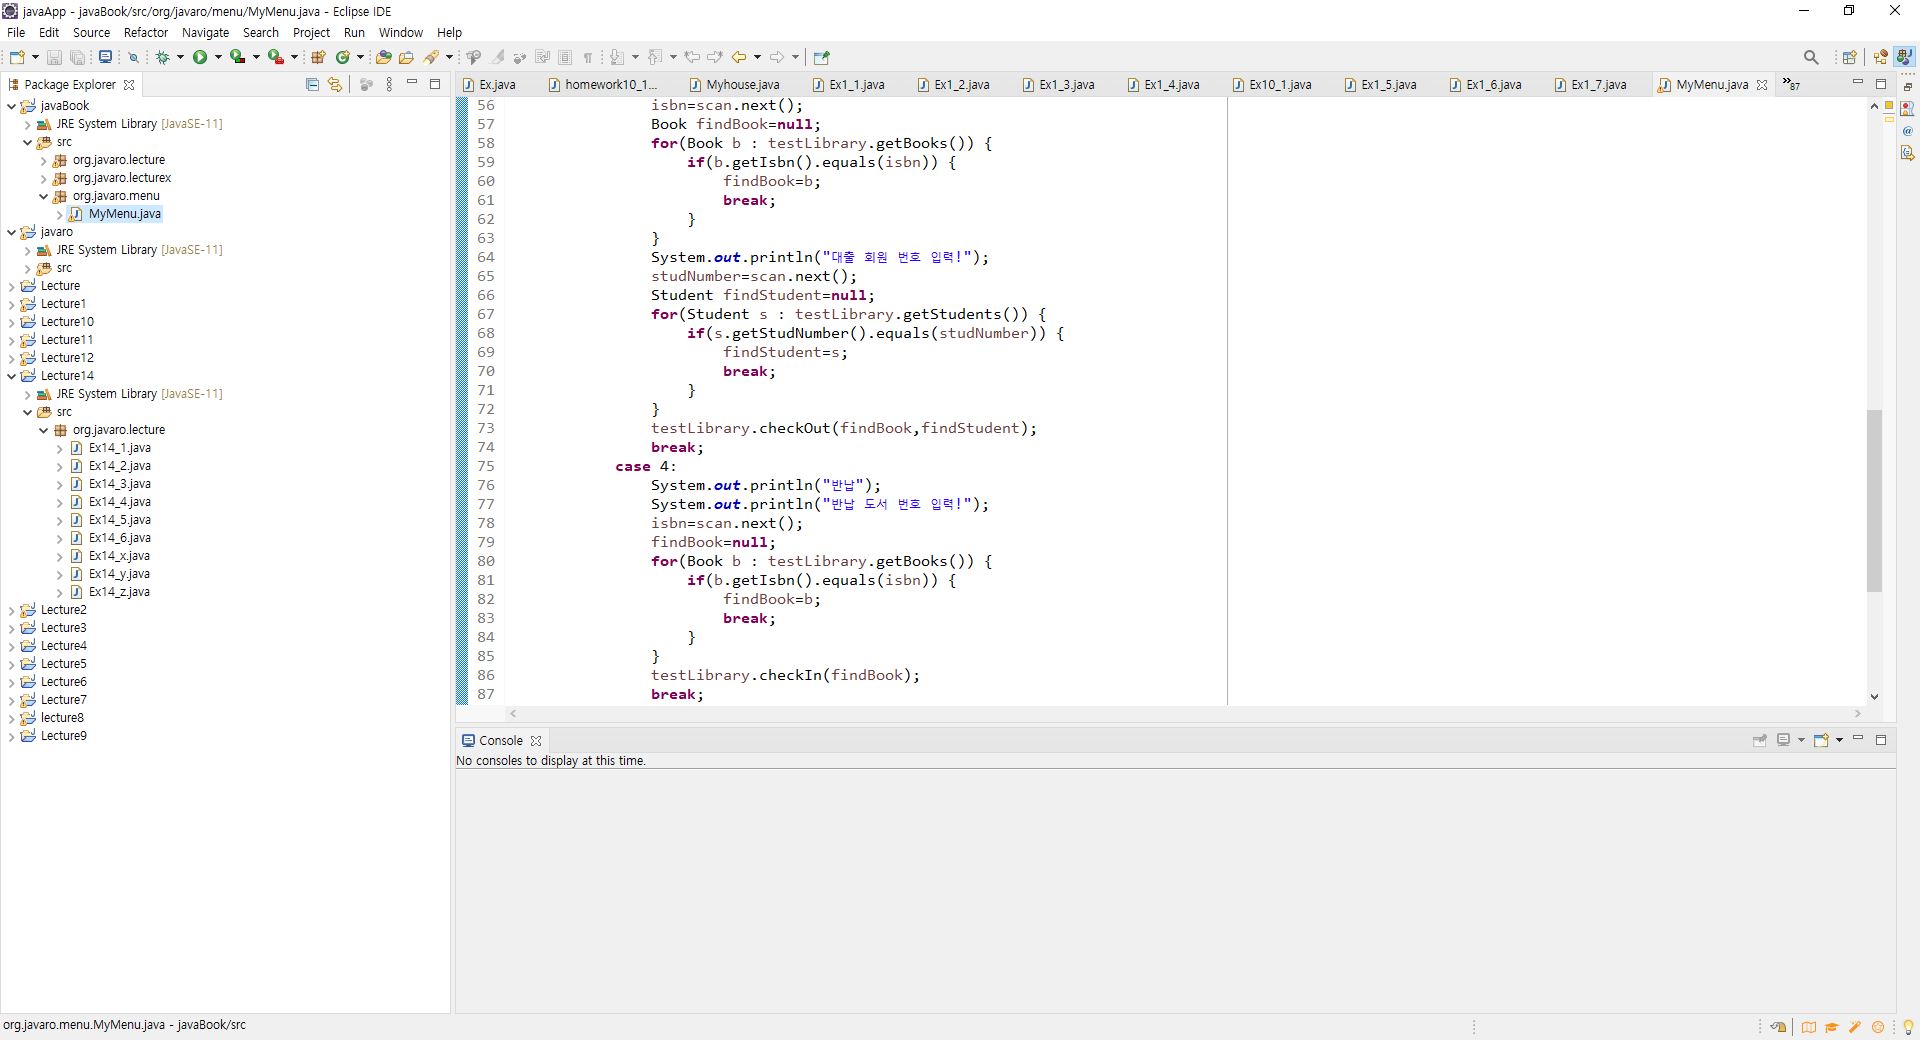 javaApp - javaBook/src/org/javaro/menu/MyMenu.java - Eclipse IDE
File Edit Source Refactor Navigate Search Project Run Window Help
Package Explorer
javaBook
JRE System Library [JavaSE-11]
src
org.javaro.lecture
org.javaro.lecturex
org.javaro.menu
MyMenu.java
javaro
JRE System Library [JavaSE-11]
src
Lecture
Lecture1
Lecture10
Lecture11
Lecture12
Lecture14
JRE System Library [JavaSE-11]
src
org.javaro.lecture
Ex14_1.java
Ex14_2.java
Ex14_3.java
Ex14_4.java
Ex14_5.java
Ex14_6.java
Ex14_x.java
Ex14_y.java
Ex14_z.java
Lecture2
Lecture3
Lecture4
Lecture5
Lecture6
Lecture7
lecture8
Lecture9
Ex.java homework10_1... Myhouse.java Ex1_1.java Ex1_2.java Ex1_3.java Ex1_4.java Ex10_1.java Ex1_5.java Ex1_6.java Ex1_7.java MyMenu.java »87
56 isbn=scan.next();
57 Book findBook=null;
58 for(Book b : testLibrary.getBooks()) {
59 if(b.getIsbn().equals(isbn)) {
60 findBook=b;
61 break;
62 }
63 }
64 System.out.println("대출 회원 번호 입력!");
65 studNumber=scan.next();
66 Student findStudent=null;
67 for(Student s : testLibrary.getStudents()) {
68 if(s.getStudNumber().equals(studNumber)) {
69 findStudent=s;
70 break;
71 }
72 }
73 testLibrary.checkOut(findBook,findStudent);
74 break;
75 case 4:
76 System.out.println("반납");
77 System.out.println("반납 도서 번호 입력!");
78 isbn=scan.next();
79 findBook=null;
80 for(Book b : testLibrary.getBooks()) {
81 if(b.getIsbn().equals(isbn)) {
82 findBook=b;
83 break;
84 }
85 }
86 testLibrary.checkIn(findBook);
87 break;
Console
No consoles to display at this time.
org.javaro.menu.MyMenu.java - javaBook/src